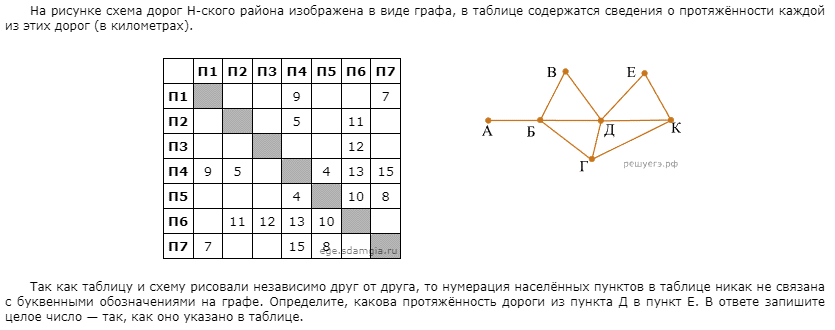 На рисунке схема дорог Н-ского района изображена в виде графа, в таблице содержатся сведения о протяжённости каждой
из этих дорог (в километрах).
П1 П2 П3 П4 П5 П6 П7
П1 9 7
П2 5 11
П3 12
П4 9 5 4 13 15
П5 4 10 8
П6 11 12 13 10
П7 7 15 8
ege.sdamgia.ru
В Е
А Б Д К
Г
решуегэ.рф
Так как таблицу и схему рисовали независимо друг от друга, то нумерация населённых пунктов в таблице никак не связана
с буквенными обозначениями на графе. Определите, какова протяжённость дороги из пункта Д в пункт Е. В ответе запишите
целое число — так, как оно указано в таблице.